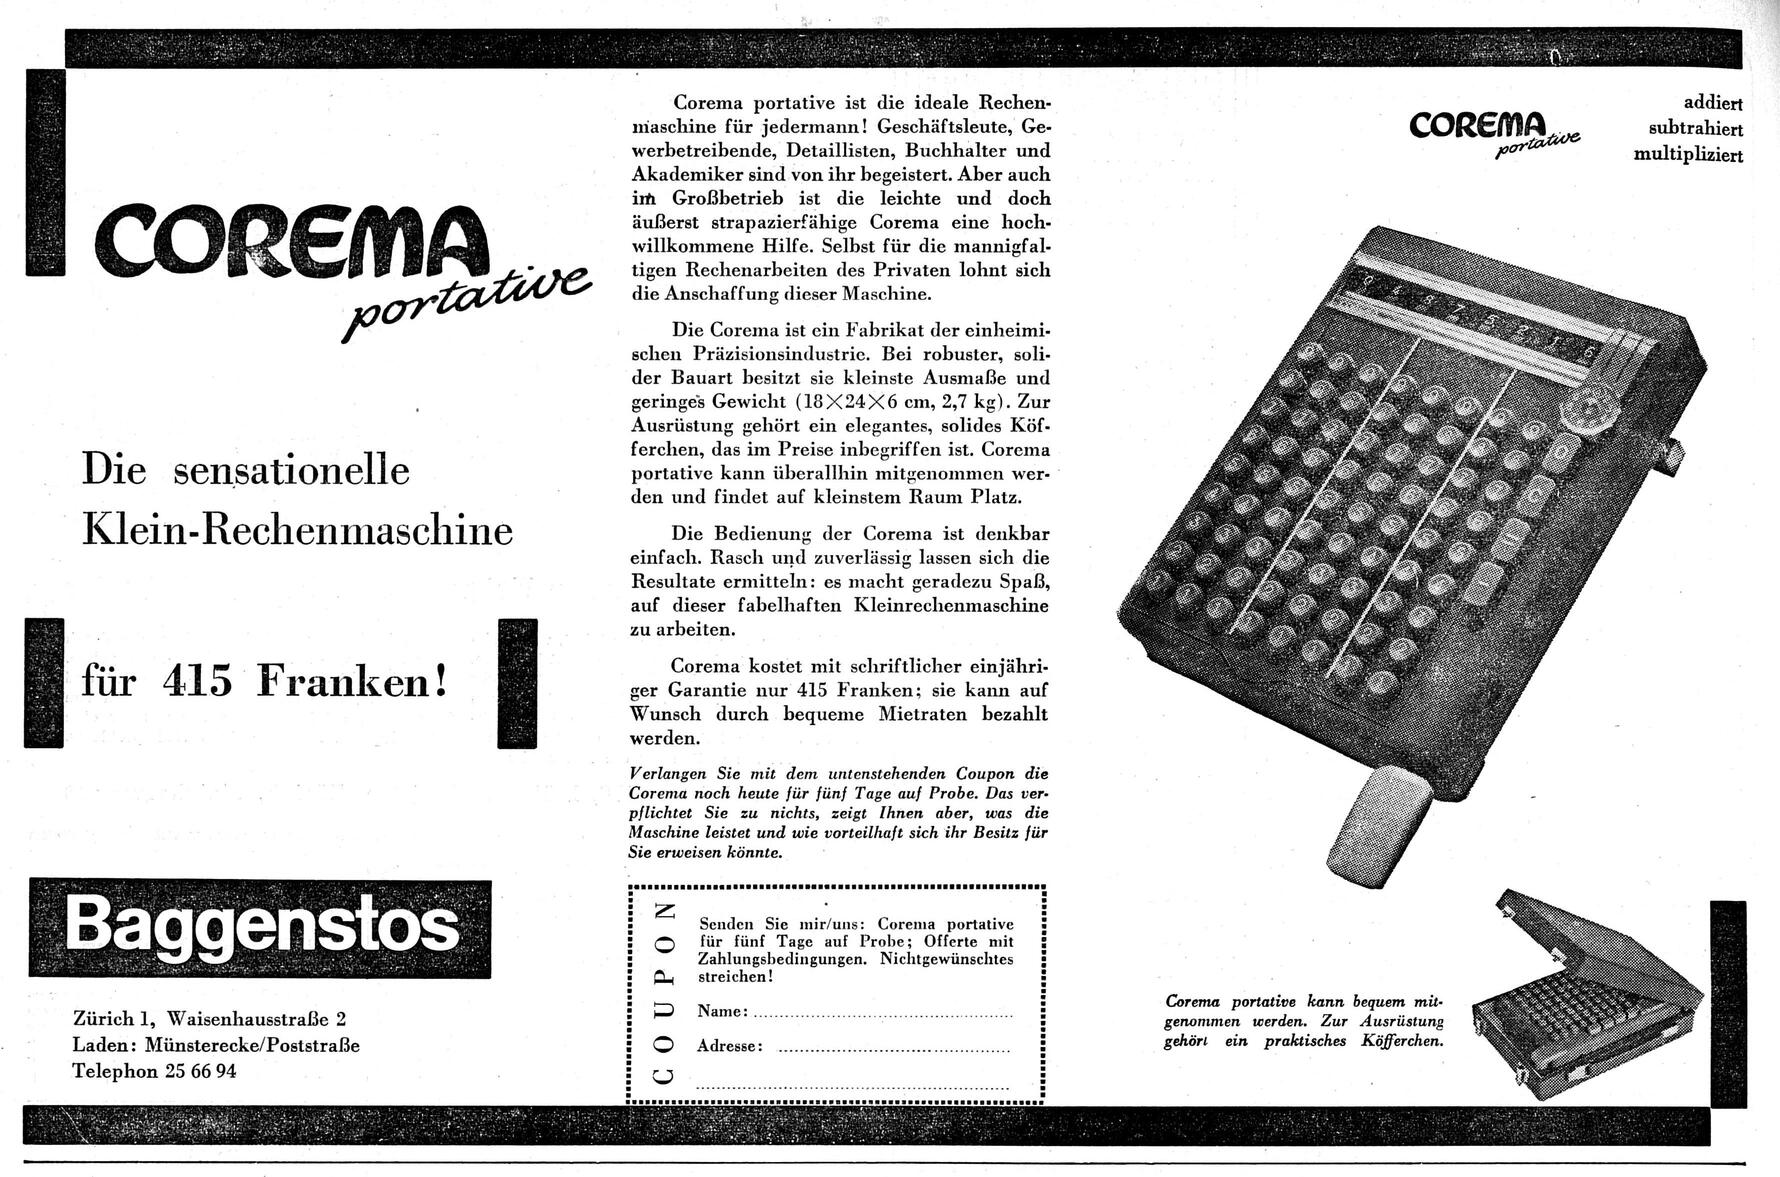 COREMA
portative
Die sensationelle
Klein-Rechenmaschine
für 415 Franken!
Baggenstos
Zürich 1, Waisenhausstraße 2
Laden: Münsterecke/Poststraße
Telephon 25 66 94
Corema portative ist die ideale Rechen-
maschine für jedermann! Geschäftsleute, Ge-
werbetreibende, Detaillisten, Buchhalter und
Akademiker sind von ihr begeistert. Aber auch
im Großbetrieb ist die leichte und doch
äußerst strapazierfähige Corema eine hoch-
willkommene Hilfe. Selbst für die mannigfal-
tigen Rechenarbeiten des Privaten lohnt sich
die Anschaffung dieser Maschine.
Die Corema ist ein Fabrikat der einheimi-
schen Präzisionsindustrie. Bei robuster, soli-
der Bauart besitzt sie kleinste Ausmaße und
geringes Gewicht (18×24×6 cm, 2,7 kg). Zur
Ausrüstung gehört ein elegantes, solides Köf-
ferchen, das im Preise inbegriffen ist. Corema
portative kann überallhin mitgenommen wer-
den und findet auf kleinstem Raum Platz.
Die Bedienung der Corema ist denkbar
einfach. Rasch und zuverlässig lassen sich die
Resultate ermitteln: es macht geradezu Spaß,
auf dieser fabelhaften Kleinrechenmaschine
zu arbeiten.
Corema kostet mit schriftlicher einjähri-
ger Garantie nur 415 Franken; sie kann auf
Wunsch durch bequeme Mietraten bezahlt
werden.
Verlangen Sie mit dem untenstehenden Coupon die
Corema noch heute für fünf Tage auf Probe. Das ver-
pflichtet Sie zu nichts, zeigt Ihnen aber, was die
Maschine leistet und wie vorteilhaft sich ihr Besitz für
Sie erweisen könnte.
COUPON
Senden Sie mir/uns: Corema portative
für fünf Tage auf Probe; Offerte mit
Zahlungsbedingungen. Nichtgewünschtes
streichen!
Name:
Adresse:
COREMA
portative
addiert
subtrahiert
multipliziert
Corema portative kann bequem mit-
genommen werden. Zur Ausrüstung
gehört ein praktisches Köfferchen.